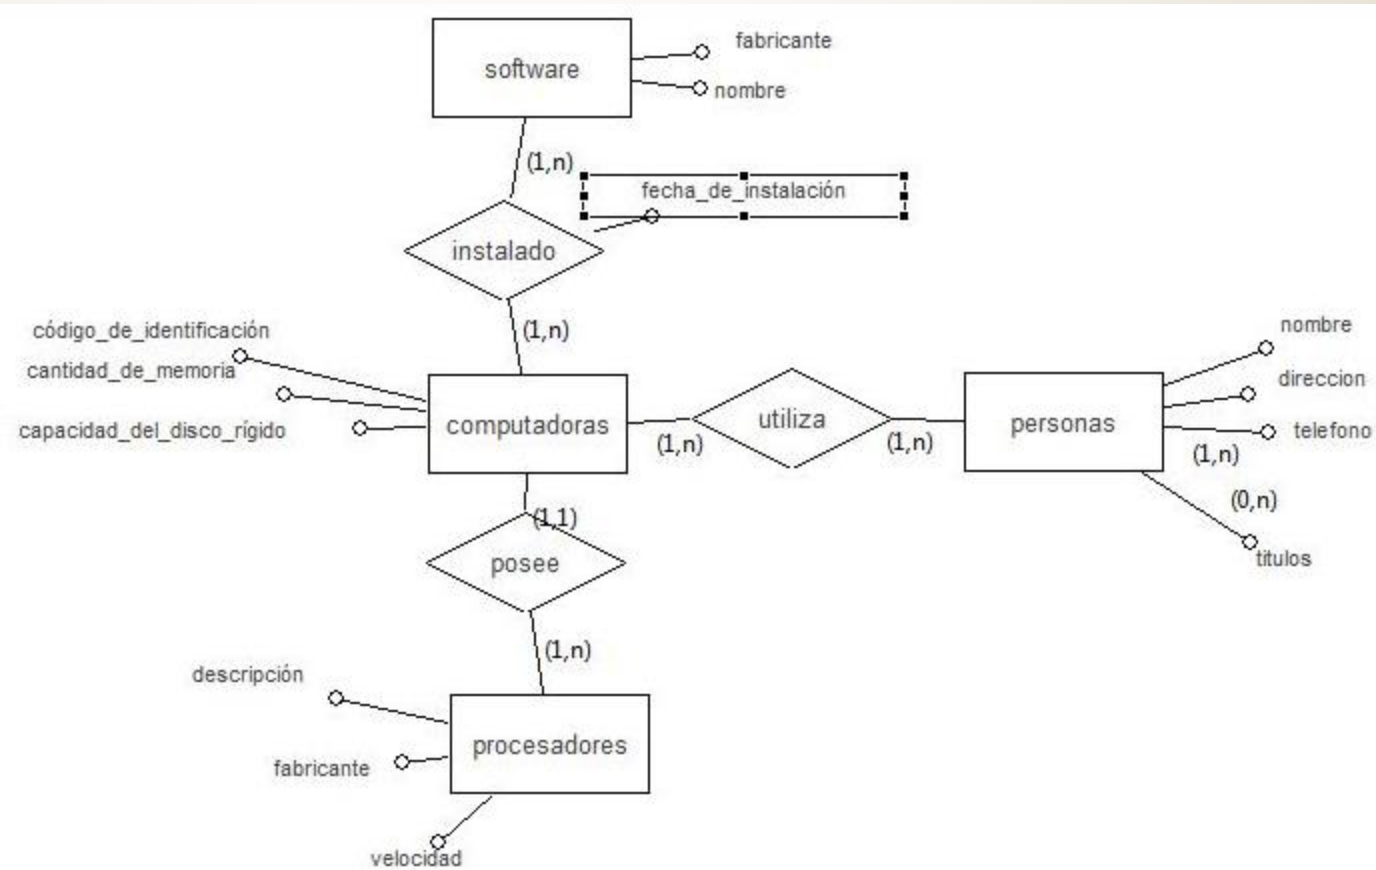 software
fabricante
nombre
(1,n)
fecha_de_instalación
instalado
(1,n)
código_de_identificación
cantidad_de_memoria
capacidad_del_disco_rígido
computadoras
(1,n)
utiliza
(1,n)
personas
nombre
direccion
telefono
(1,n)
(0,n)
titulos
(1,1)
posee
(1,n)
descripción
fabricante
procesadores
velocidad